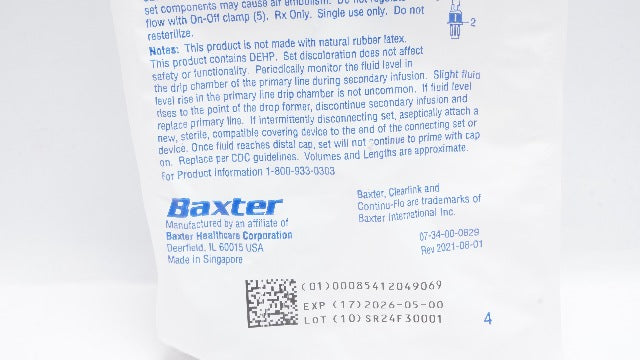 set components may cause air embolism. Do not regulate
flow with On-Off clamp (5). Rx Only. Single use only. Do not
resterilize.
2
Notes: This product is not made with natural rubber latex.
This product contains DEHP. Set discoloration does not affect
safety or functionality. Periodically monitor the fluid level in
the drip chamber of the primary line during secondary infusion. Slight fluid
level rise in the primary line drip chamber is not uncommon. If fluid level
rises to the point of the drop former, discontinue secondary infusion and
replace primary line. If intermittently disconnecting set, aseptically attach a
new, sterile, compatible covering device to the end of the connecting set or
device. Once fluid reaches distal cap, set will not continue to prime with cap
on. Replace per CDC guidelines. Volumes and Lengths are approximate.
For Product Information 1-800-933-0303
Baxter
Manufactured by an affiliate of
Baxter Healthcare Corporation
Deerfield, IL 60015 USA
Made in Singapore
Baxter, Clearlink and
Continu-Flo are trademarks of
Baxter International Inc.
07-34-00-0829
Rev 2021-08-01
(01)00085412049069
EXP (17)2026-05-00
LOT (10)SR24F30001
4